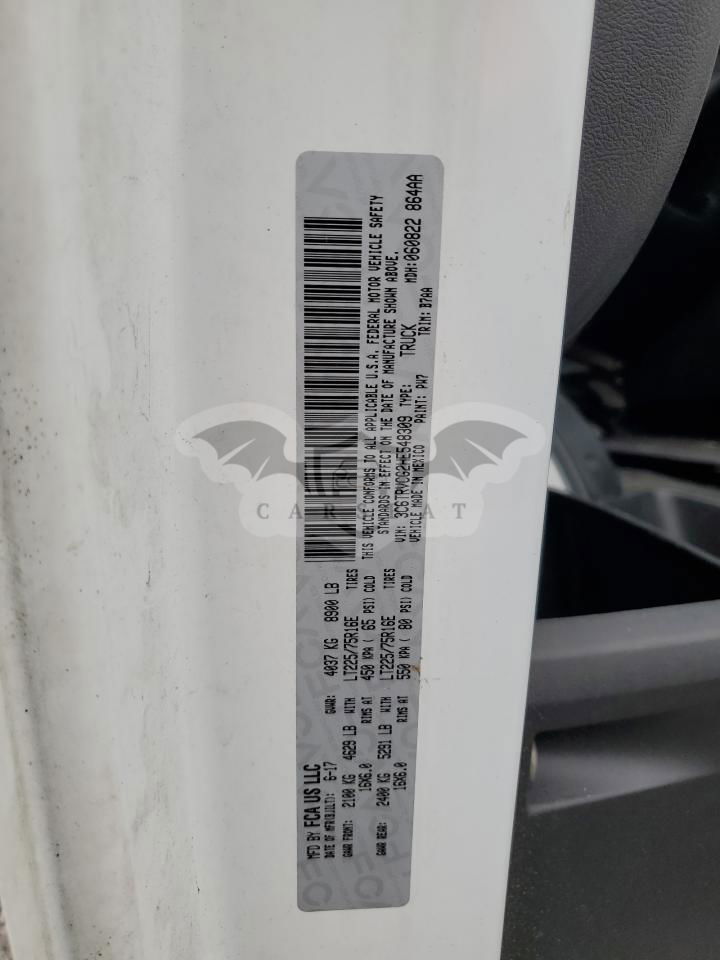 MFD BY: FCA US LLC
DATE OF MFR(BJLT): 6-17
GVWR: 4037 KG 8900 LB
GAWR FRONT: 2100 KG 4629 LB WITH LT225/75R16E TIRES
16X6.0 RIMS AT 450 KPA ( 65 PSI) COLD
GAWR REAR: 2400 KG 5291 LB WITH LT225/75R16E TIRES
16X6.0 RIMS AT 550 KPA ( 80 PSI) COLD
THIS VEHICLE CONFORMS TO ALL APPLICABLE U.S.A. FEDERAL MOTOR VEHICLE SAFETY
STANDARDS IN EFFECT ON THE DATE OF MANUFACTURE SHOWN ABOVE.
VIN: 3C6TRVCG2HE548309 TYPE: TRUCK MDH:060822 864AA
VEHICLE MADE IN MEXICO PAINT: PW7 TRIM: B7AA